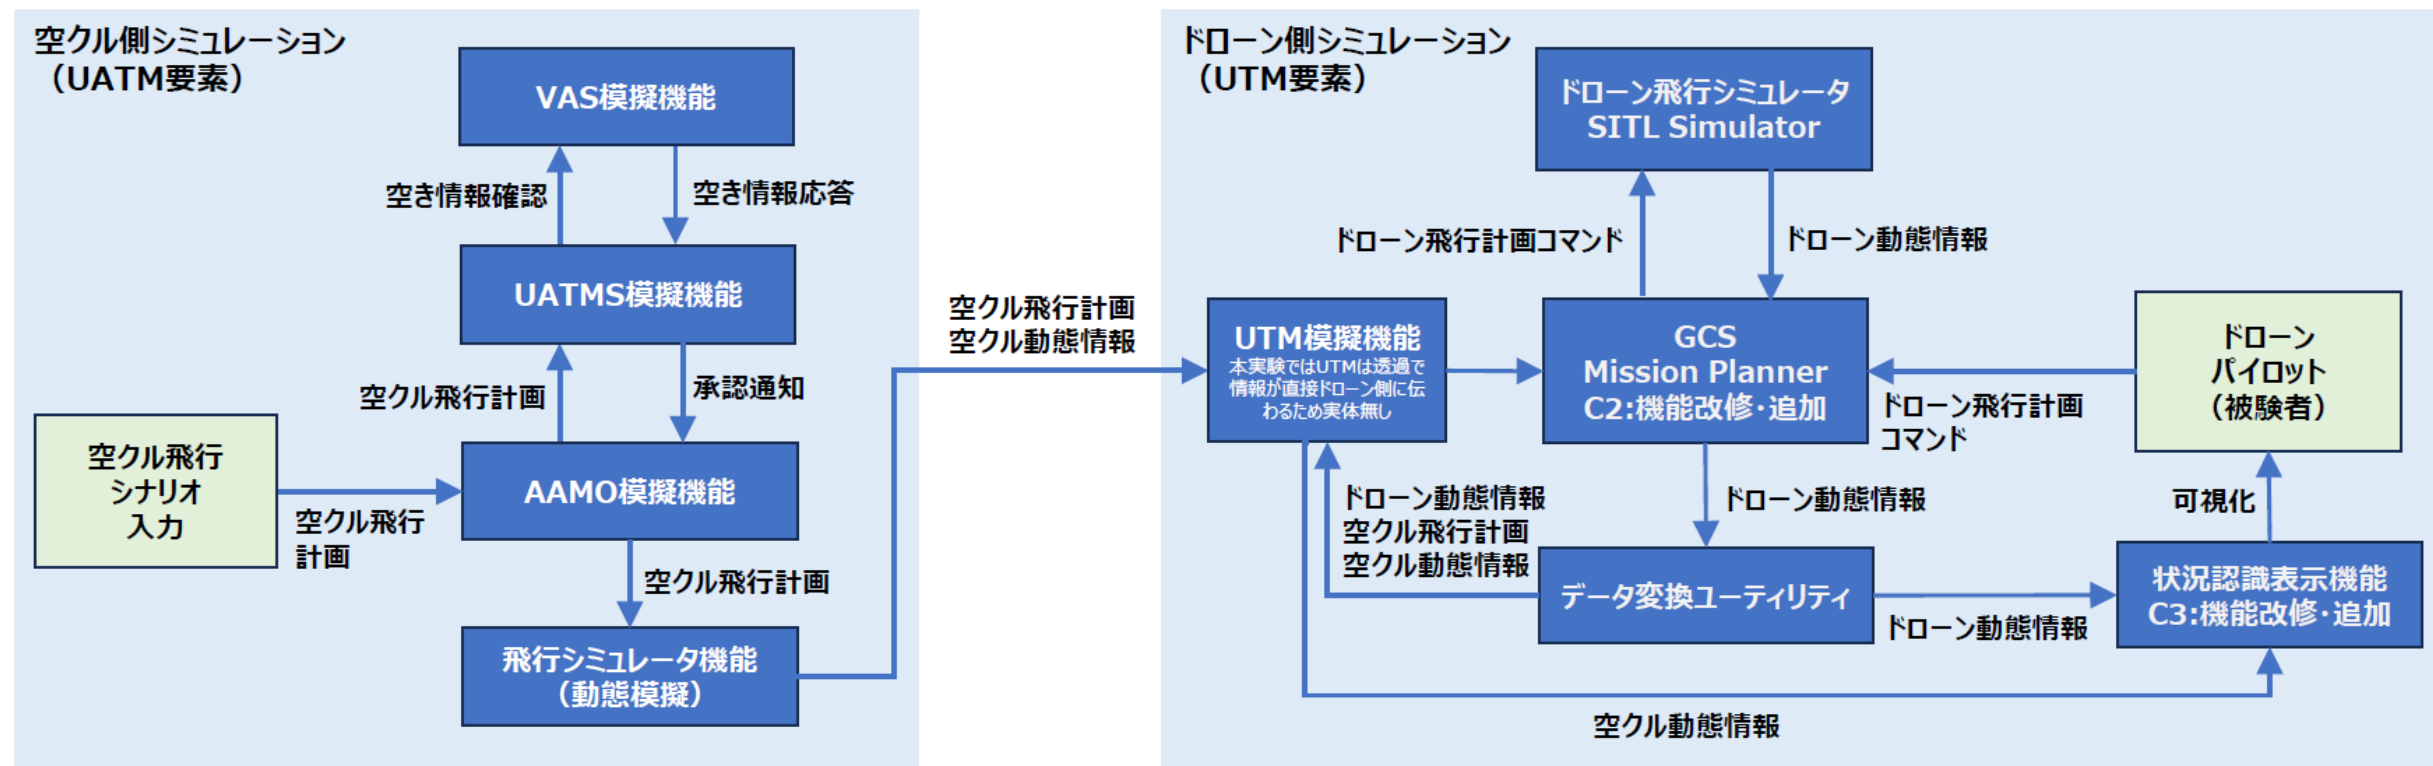 空クル側シミュレーション
（UATM要素）
VAS模擬機能
空き情報確認
空き情報応答
UATMS模擬機能
空クル飛行計画
承認通知
空クル飛行
シナリオ
入力
空クル飛行
計画
AAMO模擬機能
空クル飛行計画
飛行シミュレータ機能
（動態模擬）
空クル飛行計画
空クル動態情報
ドローン側シミュレーション
（UTM要素）
ドローン飛行シミュレータ
SITL Simulator
ドローン飛行計画コマンド
ドローン動態情報
UTM模擬機能
本実験ではUTMは透過で
情報が直接ドローン側に伝
わるため実体無し
GCS
Mission Planner
C2:機能改修・追加
ドローン
パイロット
（被験者）
ドローン飛行計画
コマンド
ドローン動態情報
空クル飛行計画
空クル動態情報
ドローン動態情報
可視化
データ変換ユーティリティ
ドローン動態情報
状況認識表示機能
C3:機能改修・追加
空クル動態情報